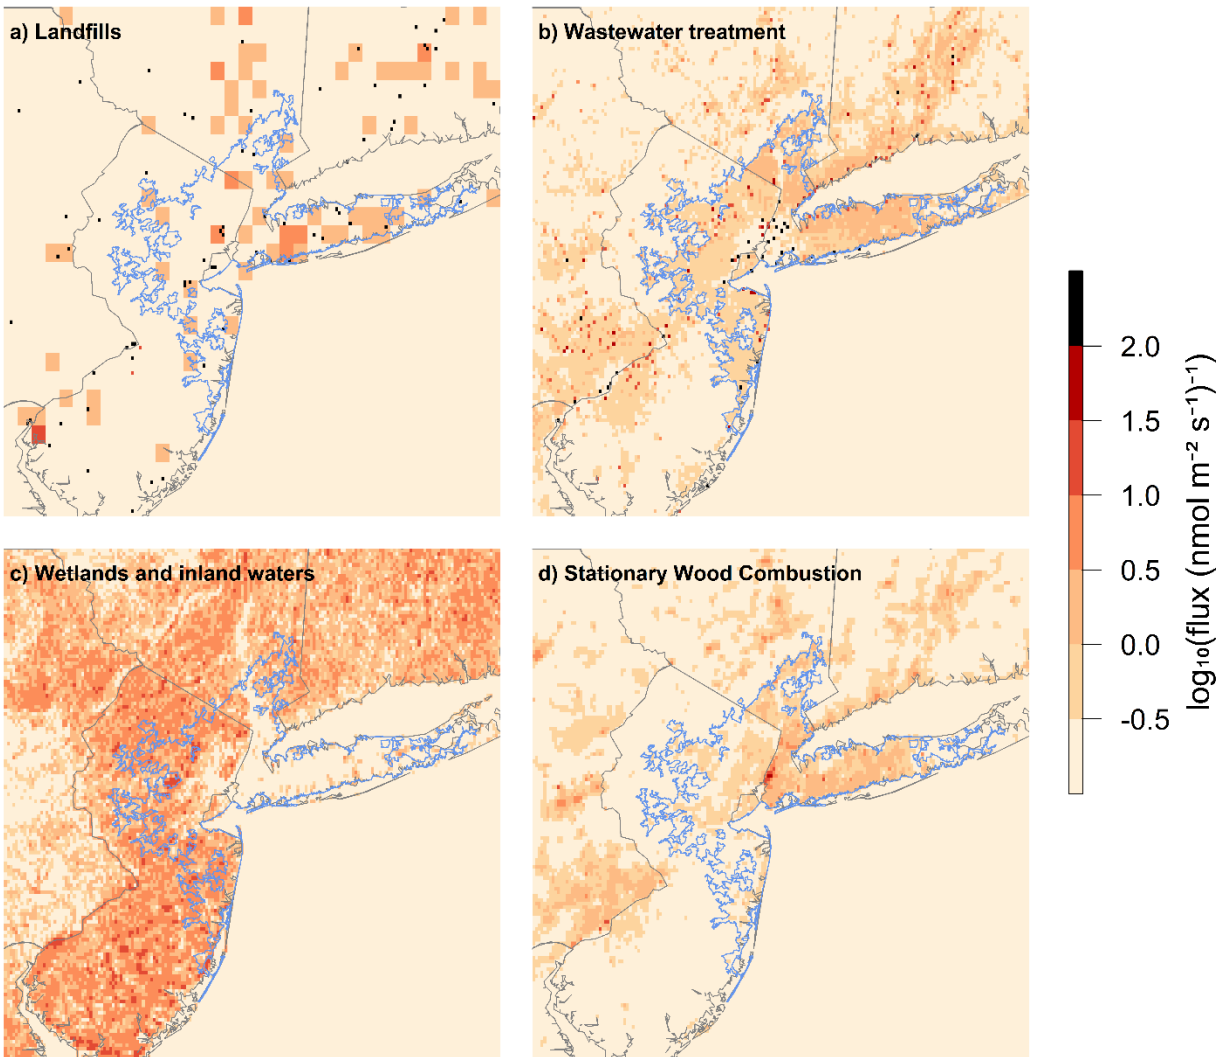 a) Landfills
b) Wastewater treatment
2.0
1.5
1.0
0.5
0.0
-0.5
log₁₀(flux (nmol m⁻² s⁻¹)⁻¹)
c) Wetlands and inland waters
d) Stationary Wood Combustion